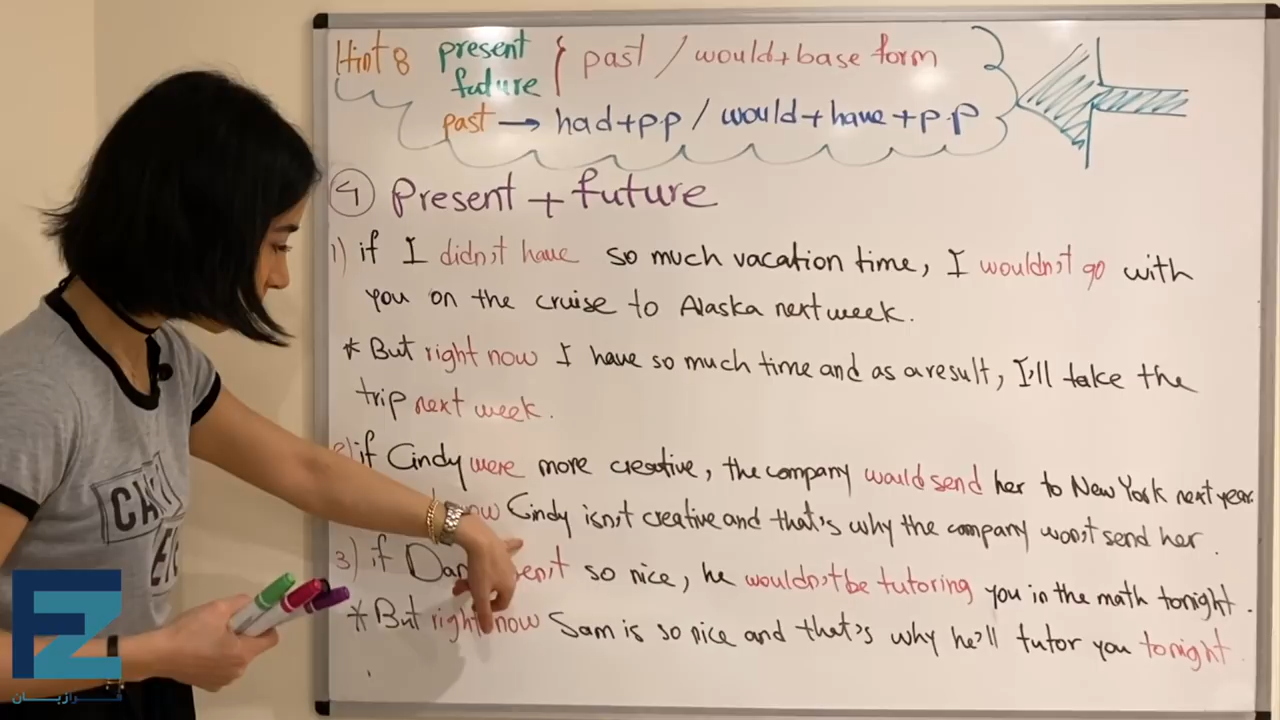 Hint 8 present future { past / would+base form
past → had+pp / would+have+p.p
4 Present + future
1) if I didn't have so much vacation time, I wouldn't go with
you on the cruise to Alaska next week.
* But right now I have so much time and as a result, I'll take the
trip next week.
2) if Cindy were more creative, the company would send her to New York next year.
now Cindy isn't creative and that's why the company won't send her.
3) if so nice, he wouldn't be tutoring you in the math tonight.
* But right now Sam is so nice and that's why he'll tutor you tonight
FZ
فرازبان